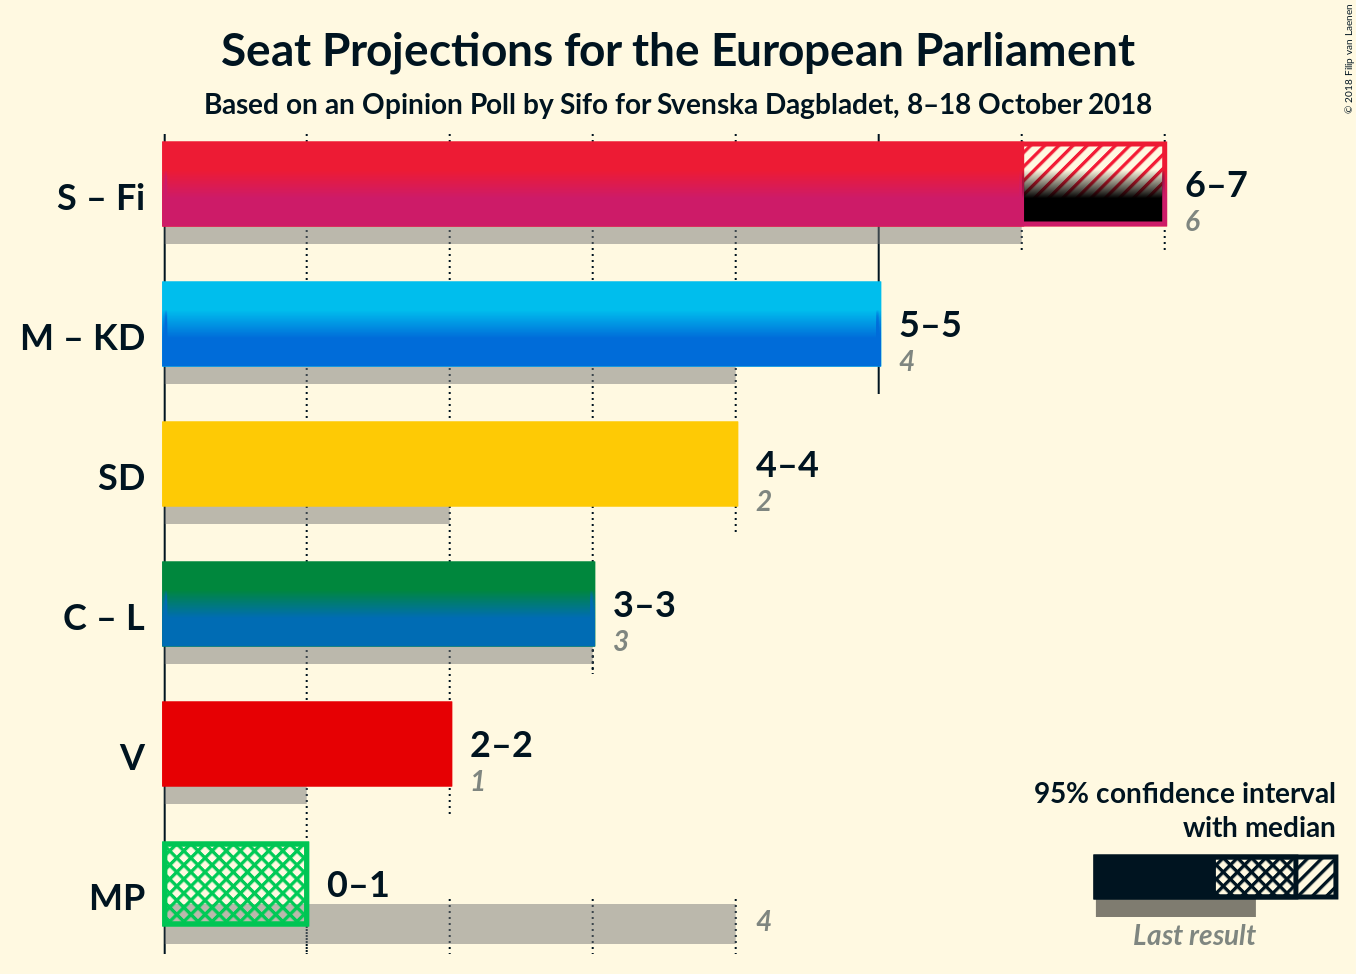 Seat Projections for the European Parliament
Based on an Opinion Poll by Sifo for Svenska Dagbladet, 8–18 October 2018
© 2018 Filip van Laenen
S – Fi
6–7
6
M – KD
5–5
4
SD
4–4
2
C – L
3–3
3
V
2–2
1
MP
0–1
4
95% confidence interval
with median
Last result